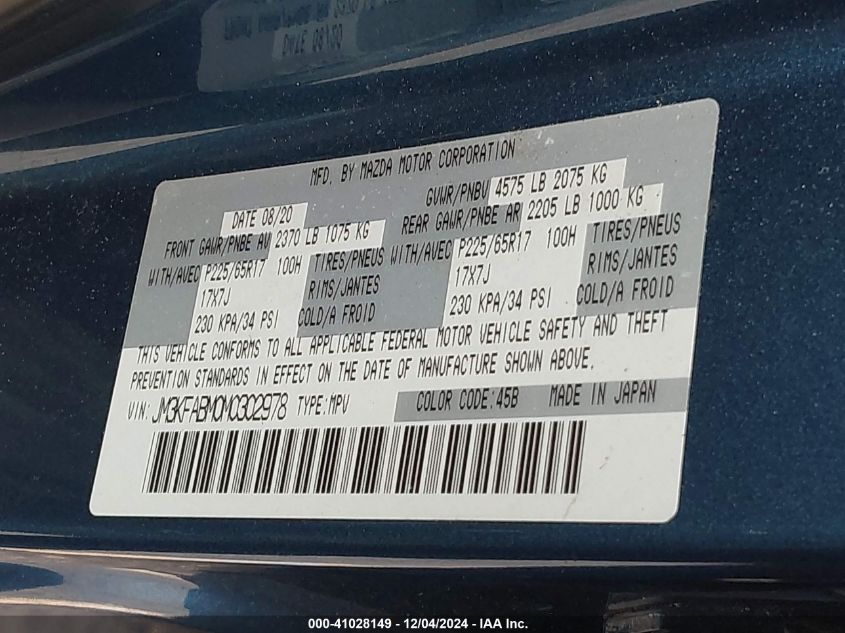 MFD. BY MAZDA MOTOR CORPORATION
DATE 08/20 GVWR/PNBV 4575 LB 2075 KG
FRONT GAWR/PNBE AV 2370 LB 1075 KG REAR GAWR/PNBE AR 2205 LB 1000 KG
WITH/AVEC P225/65R17 100H TIRES/PNEUS WITH/AVEC P225/65R17 100H TIRES/PNEUS
17X7J RIMS/JANTES 17X7J RIMS/JANTES
230 KPA/34 PSI COLD/A FROID 230 KPA/34 PSI COLD/A FROID
THIS VEHICLE CONFORMS TO ALL APPLICABLE FEDERAL MOTOR VEHICLE SAFETY AND THEFT
PREVENTION STANDARDS IN EFFECT ON THE DATE OF MANUFACTURE SHOWN ABOVE.
VIN: JM3KFABM0M0302978 TYPE:MPV COLOR CODE:45B MADE IN JAPAN
000-41028149 - 12/04/2024 - IAA Inc.